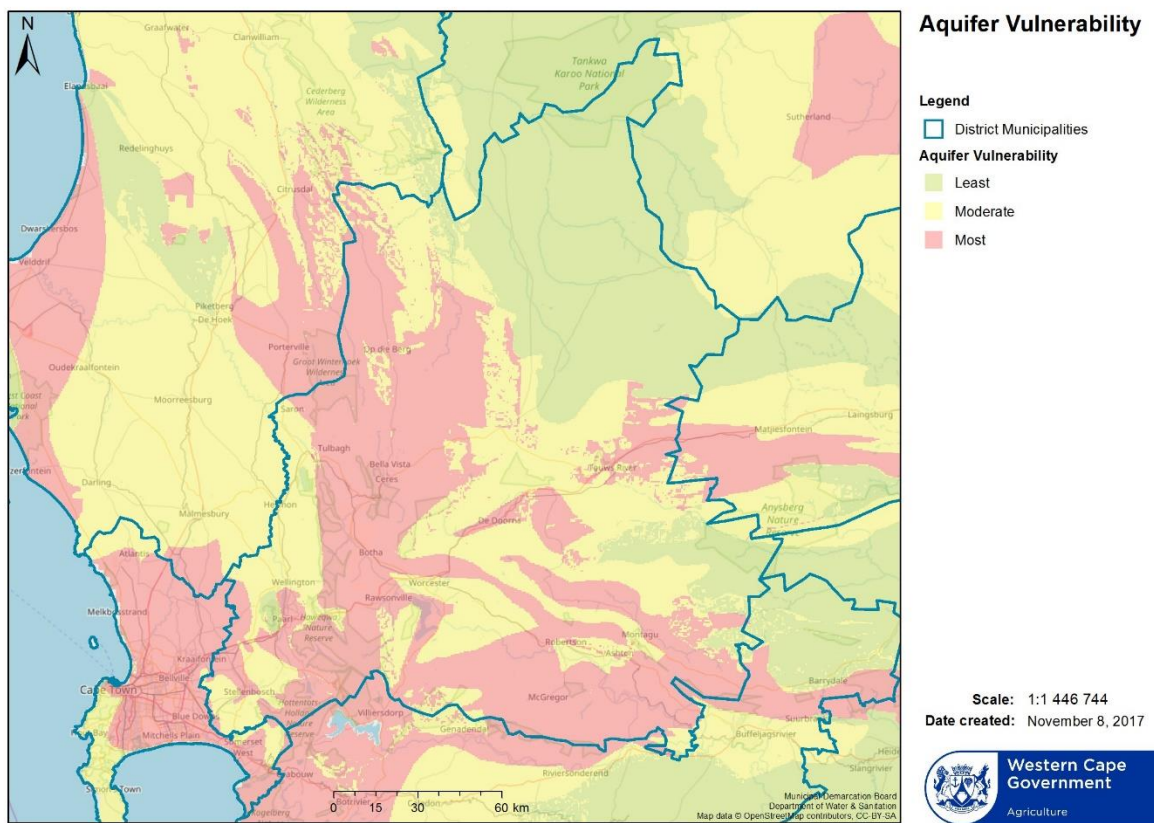 Aquifer Vulnerability
Legend
District Municipalities
Aquifer Vulnerability
Least
Moderate
Most
N
Graafwater
Clanwilliam
Tankwa
Karoo National
Park
Cederberg
Wilderness
Area
Sutherland
Redelinghuys
Citrusdal
Velddrif
Piketberg
De Hoek
Porterville
Op die Berg
Oudekraalfontein
Moorreesburg
Saron
Laingsburg
Matjiesfontein
Tulbagh
Bella Vista
Ceres
Touws River
Darling
Malmesbury
De Doorns
Anysberg
Nature
Atlantis
Botha
Wellington
Worcester
Rawsonville
Melkbosstrand
Paarl
Nature
Reserve
Montagu
Robertson
Ashton
Kraaifontein
Bellville
Cape Town
Stellenbosch
Barrydale
McGregor
Blue Downs
Mitchells Plain
Villiersdorp
Genadendal
Somerset
West
Buffeljagsrivier
Slangrivier
Riviersonderend
Botrivier
Kogelberg
0 15 30 60 km
Municipal Demarcation Board
Department of Water & Sanitation
Map data © OpenStreetMap contributors, CC-BY-SA
Scale: 1:1 446 744
Date created: November 8, 2017
Western Cape
Government
Agriculture